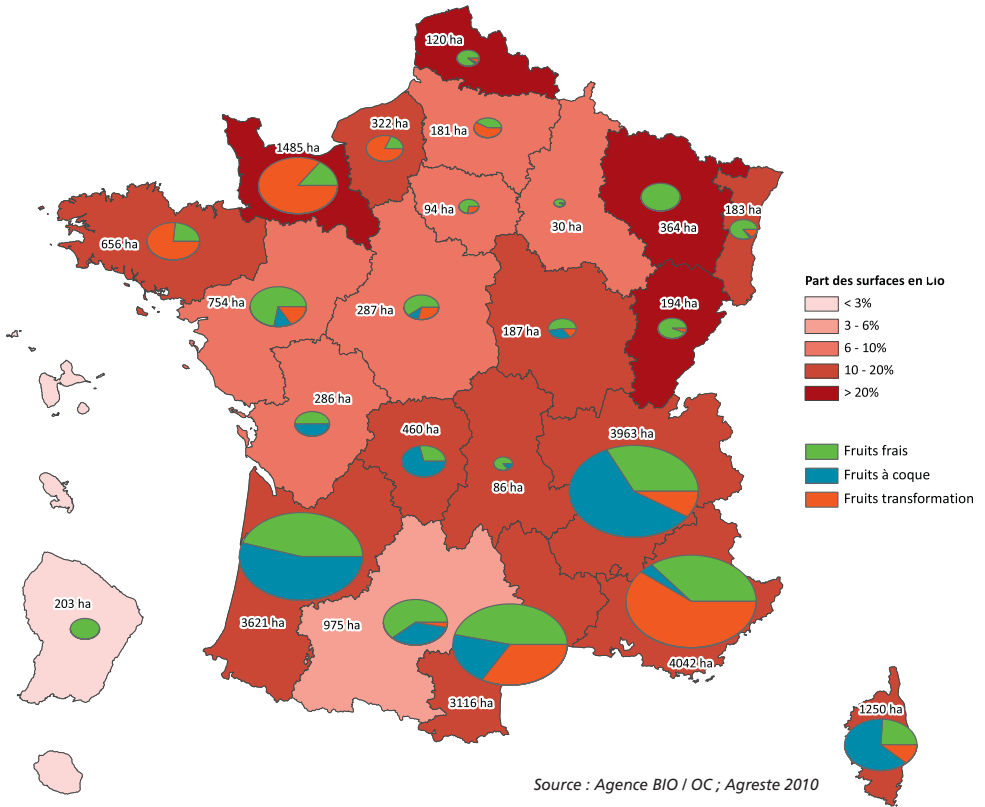 120 ha
322 ha
181 ha
1485 ha
94 ha
30 ha
364 ha
183 ha
656 ha
754 ha
287 ha
187 ha
194 ha
Part des surfaces en Bio
< 3%
3 - 6%
6 - 10%
10 - 20%
> 20%
286 ha
460 ha
86 ha
3963 ha
Fruits frais
Fruits à coque
Fruits transformation
203 ha
3621 ha
975 ha
3116 ha
4042 ha
1250 ha
Source : Agence BIO / OC ; Agreste 2010